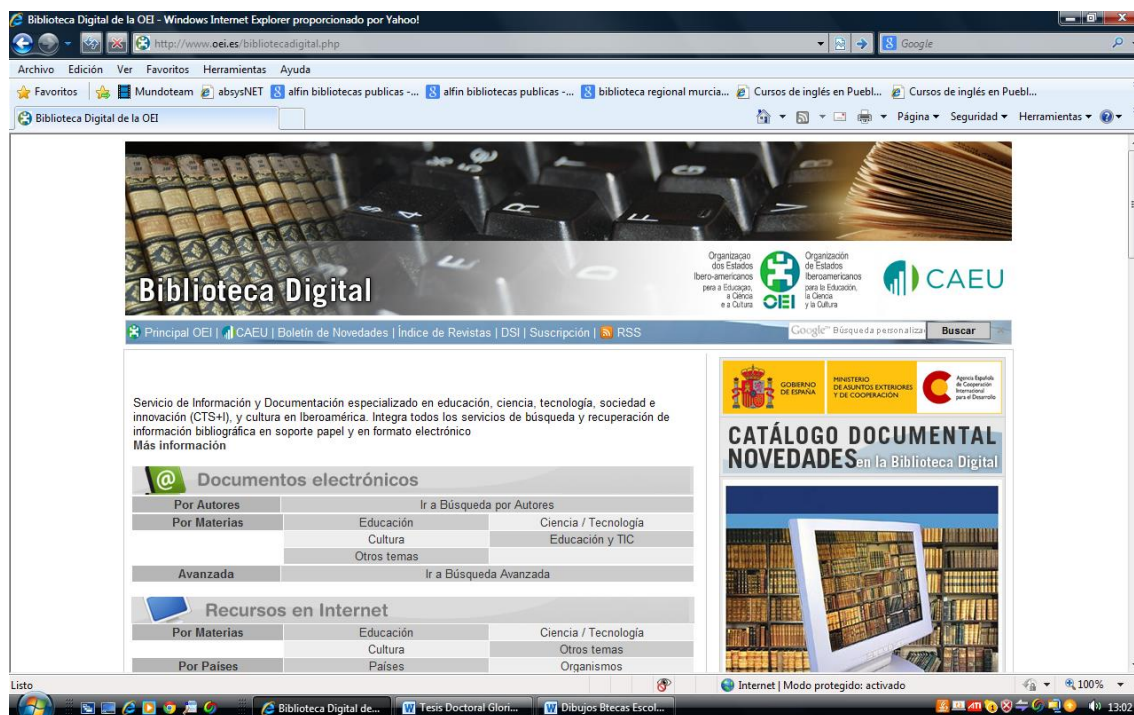 Biblioteca Digital de la OEI - Windows Internet Explorer proporcionado por Yahoo!
http://www.oei.es/bibliotecadigital.php
Google
Archivo Edición Ver Favoritos Herramientas Ayuda
Favoritos Mundoteam absysNET alfin bibliotecas publicas -... alfin bibliotecas publicas -... biblioteca regional murcia... Cursos de inglés en Puebl... Cursos de inglés en Puebl...
Biblioteca Digital de la OEI
Página Seguridad Herramientas
Biblioteca Digital
Organizaçao
dos Estados
Ibero-americanos
para a Educaçao,
a Ciência
e a Cultura
OEI
Organización
de Estados
Iberoamericanos
para la Educación,
la Ciencia
y la Cultura
CAEU
Principal OEI | CAEU | Boletín de Novedades | Índice de Revistas | DSI | Suscripción | RSS
Google™ Búsqueda personaliza Buscar
Servicio de Información y Documentación especializado en educación, ciencia, tecnología, sociedad e
innovación (CTS+I), y cultura en Iberoamérica. Integra todos los servicios de búsqueda y recuperación de
información bibliográfica en soporte papel y en formato electrónico
Más información
Documentos electrónicos
Por Autores Ir a Búsqueda por Autores
Por Materias Educación Ciencia / Tecnología
Cultura Educación y TIC
Otros temas
Avanzada Ir a Búsqueda Avanzada
Recursos en Internet
Por Materias Educación Ciencia / Tecnología
Cultura Otros temas
Por Países Países Organismos
GOBIERNO
DE ESPAÑA
MINISTERIO
DE ASUNTOS EXTERIORES
Y DE COOPERACIÓN
Agencia Española
de Cooperación
Internacional
para el Desarrollo
CATÁLOGO DOCUMENTAL
NOVEDADES en la Biblioteca Digital
Listo
Internet | Modo protegido: activado
100%
Biblioteca Digital de... Tesis Doctoral Glori... Dibujos Btecas Escol...
13:02